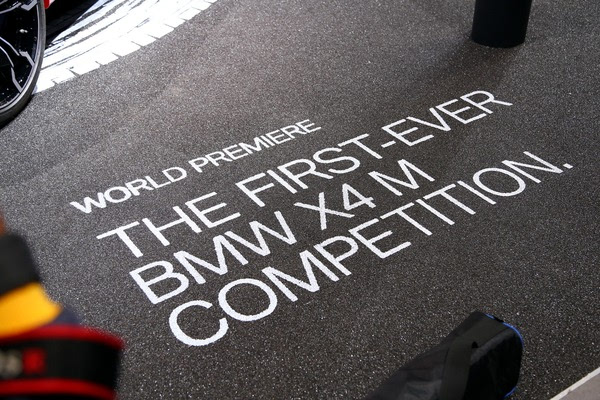 WORLD PREMIERE
THE FIRST-EVER
BMW X4 M
COMPETITION.